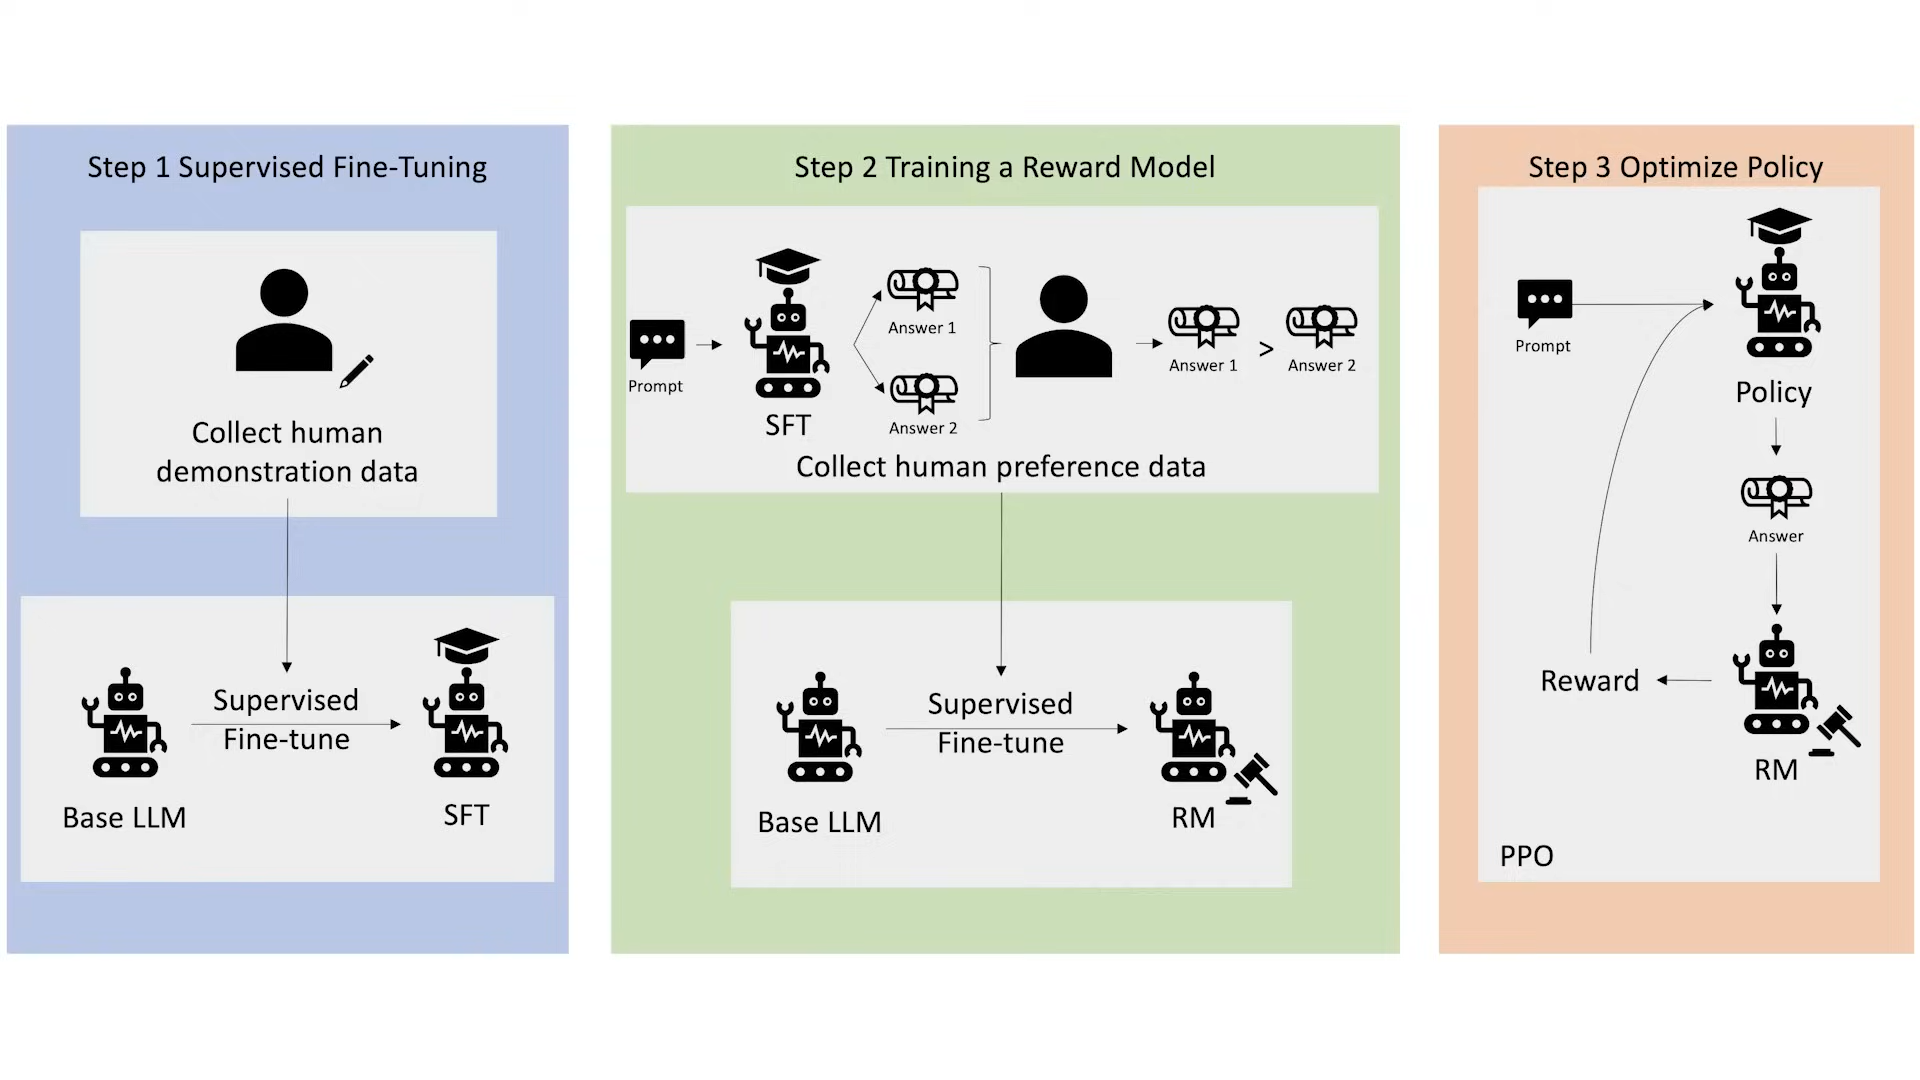 Step 1 Supervised Fine-Tuning
Collect human
demonstration data
Supervised
Fine-tune
Base LLM
SFT
Step 2 Training a Reward Model
Prompt
SFT
Answer 1
Answer 2
Answer 1 > Answer 2
Collect human preference data
Supervised
Fine-tune
Base LLM
RM
Step 3 Optimize Policy
Prompt
Policy
Answer
Reward
RM
PPO